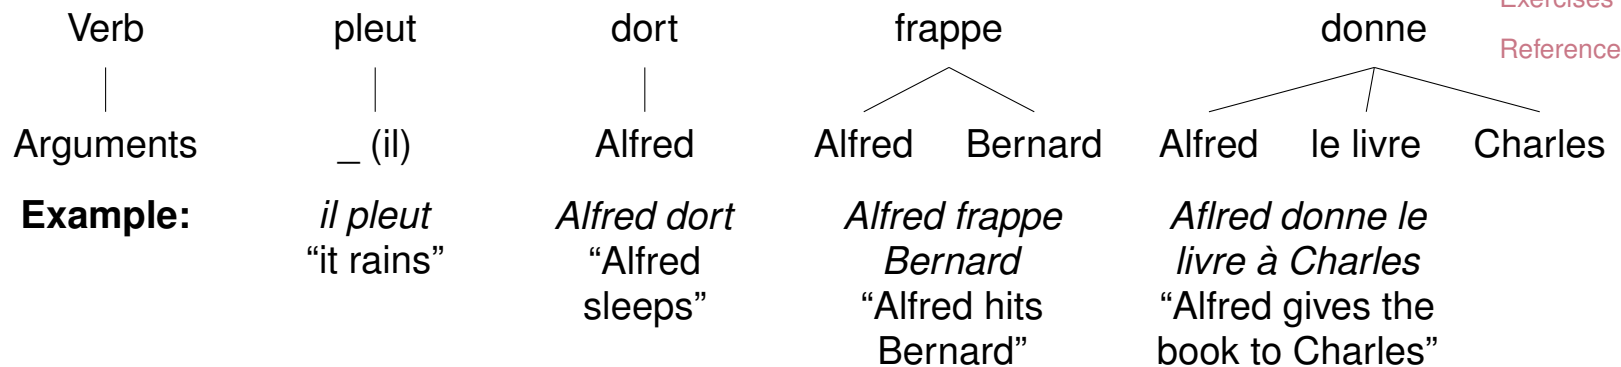 Exercises
Verb pleut dort frappe donne
Reference
Arguments _ (il) Alfred Alfred Bernard Alfred le livre Charles
Example: il pleut Alfred dort Alfred frappe Aflred donne le
“it rains” “Alfred Bernard livre à Charles
sleeps” “Alfred hits “Alfred gives the
Bernard” book to Charles”